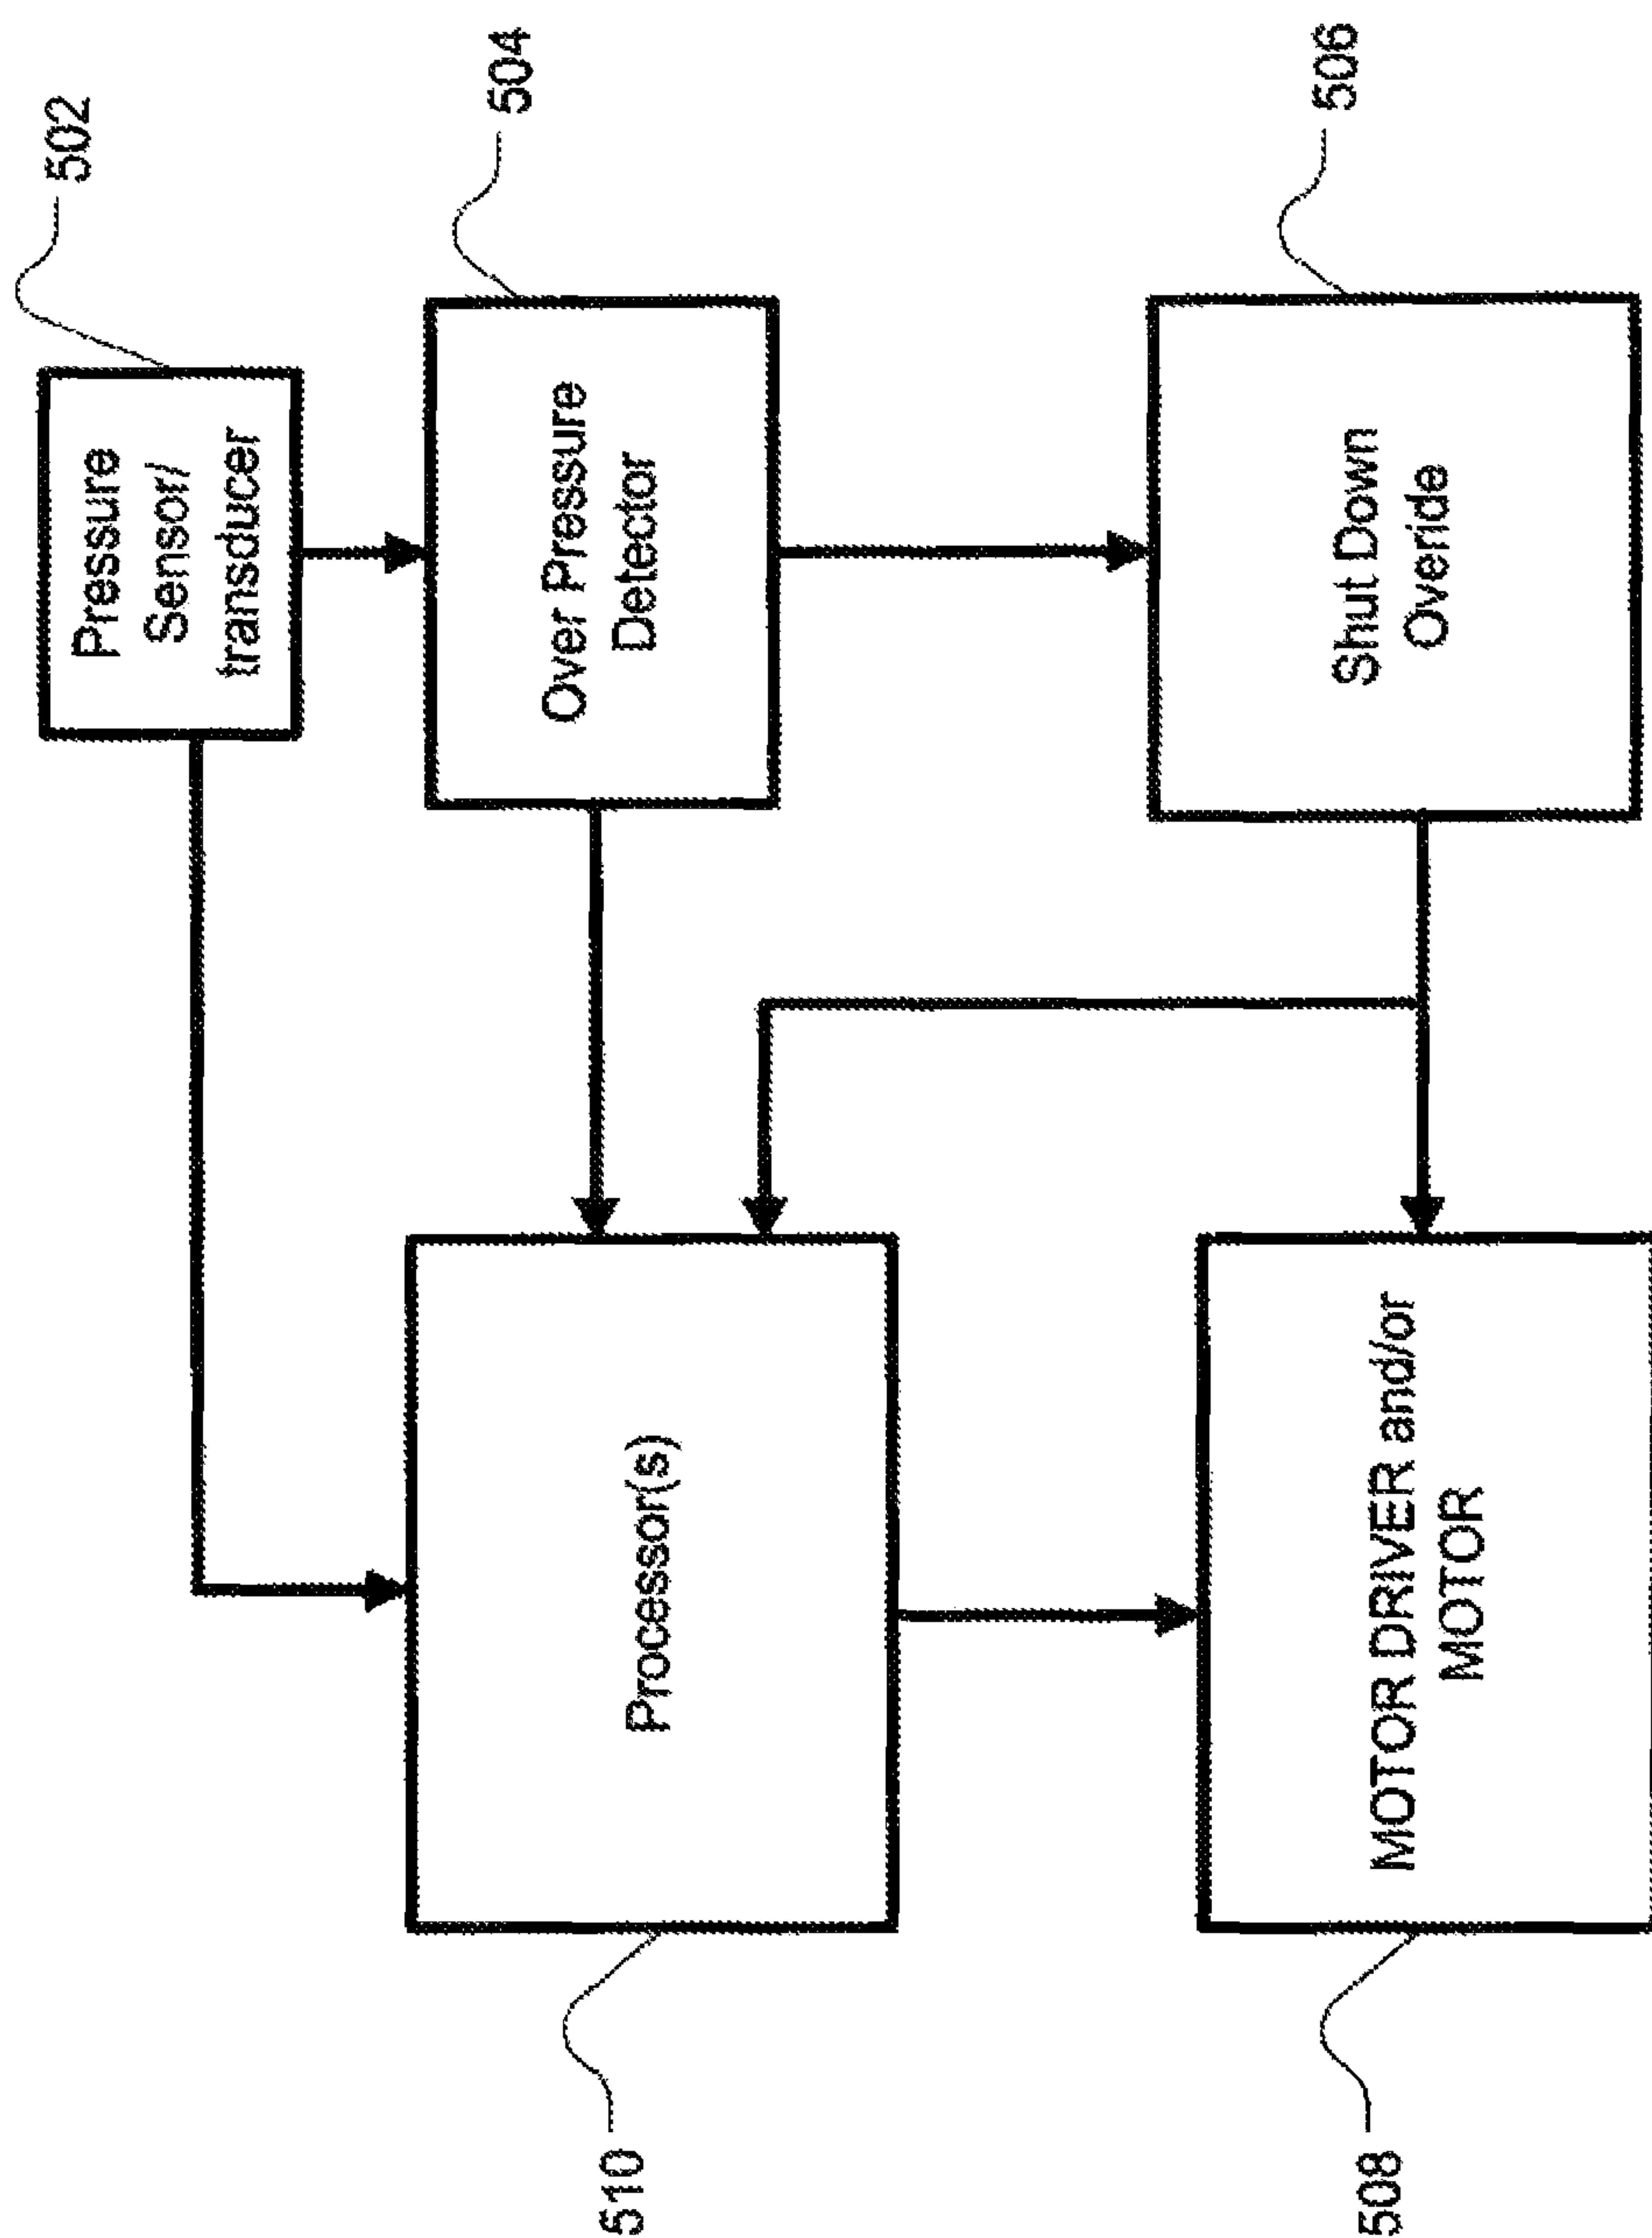 502
Pressure
Sensor/
transducer
504
Over Pressure
Detector
506
Shut Down
Overide
510
Processor(s)
508
MOTOR DRIVER and/or
MOTOR